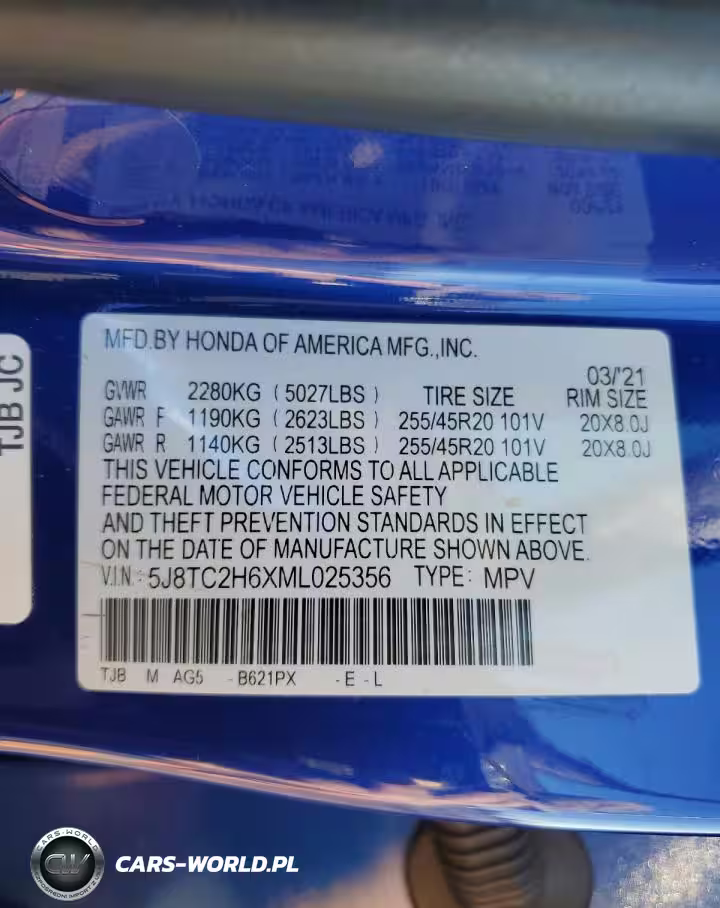 MFD.BY HONDA OF AMERICA MFG.,INC.
03/'21
GVWR 2280KG (5027LBS) TIRE SIZE RIM SIZE
GAWR F 1190KG (2623LBS) 255/45R20 101V 20X8.0J
GAWR R 1140KG (2513LBS) 255/45R20 101V 20X8.0J
THIS VEHICLE CONFORMS TO ALL APPLICABLE
FEDERAL MOTOR VEHICLE SAFETY
AND THEFT PREVENTION STANDARDS IN EFFECT
ON THE DATE OF MANUFACTURE SHOWN ABOVE.
V.I.N.: 5J8TC2H6XML025356 TYPE: MPV
TJB M AG5 -B621PX -E -L
TJB JC
CARS-WORLD
CW
CARS-WORLD.PL